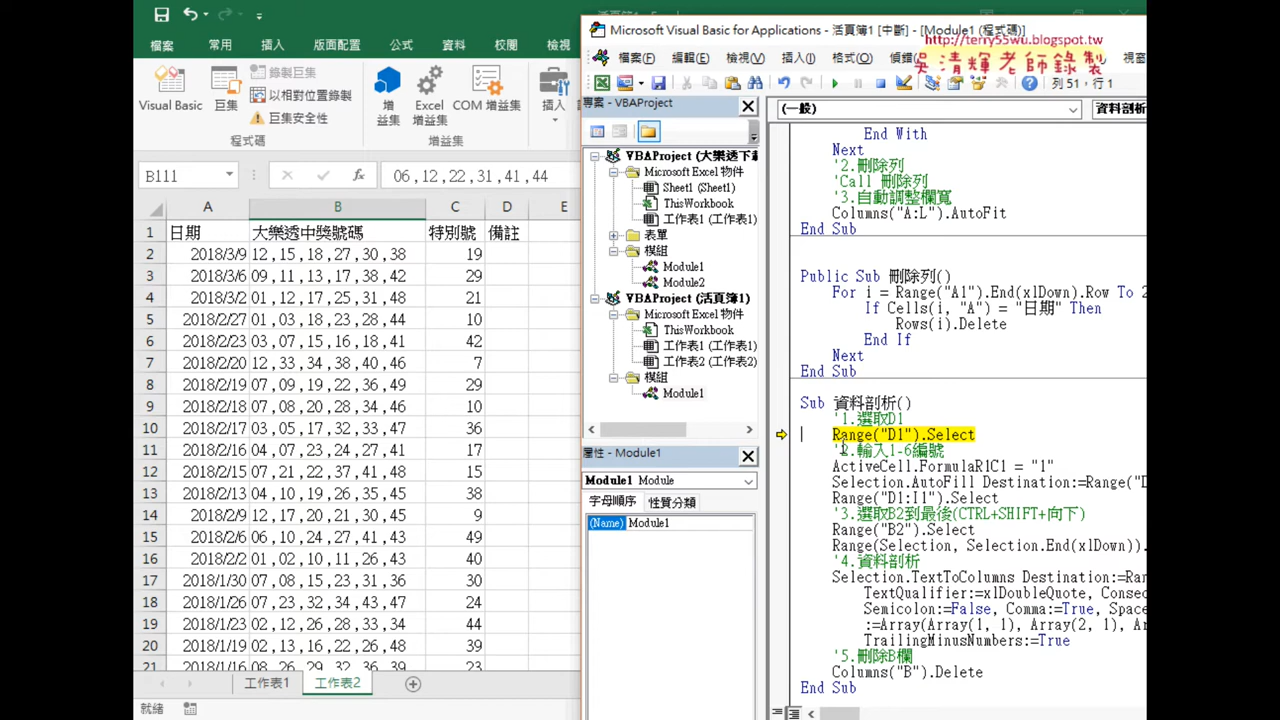 檔案
常用
插入
版面配置
公式
資料
校閱
檢視
Visual Basic
巨集
錄製巨集
以相對位置錄製
巨集安全性
程式碼
增
益集
Excel
增益集
COM 增益集
增益集
插入
B111
fx
06,12,22,31,41,44
A B C D E
1 日期 大樂透中獎號碼 特別號 備註
2 2018/3/9 12,15,18,27,30,38 19
3 2018/3/6 09,11,13,17,38,42 29
4 2018/3/2 01,12,17,25,31,48 21
5 2018/2/27 01,03,18,23,28,44 10
6 2018/2/23 03,07,15,16,18,41 42
7 2018/2/20 12,33,34,38,40,46 7
8 2018/2/19 07,09,19,22,36,49 29
9 2018/2/18 07,08,20,28,34,46 10
10 2018/2/17 09,10,23,24,41 11 17
11 2018/2/16 08,13,34,39,41,44 12
12 2018/2/15 07,21,22,37,38,41 15
13 2018/2/13 04,10,19,26,35,45 38
14 2018/2/9 12,17,20,21,30,45 9
15 2018/2/6 06,10,24,27,41,43 49
16 2018/2/2 01,02,10,11,26,43 40
17 2018/1/30 07,08,15,23,31,36 30
18 2018/1/26 07,23,32,34,43,47 24
19 2018/1/23 02,12,26,28,33,34 64
20 2018/1/19 02,13,16,22,26,48 39
21 2018/1/16 08,26,29,32,36,39 23
工作表1
工作表2
就緒
Microsoft Visual Basic for Applications - 活頁簿1 [中斷] - [Module1 (程式碼)]
http://terry55wu.blogspot.tw
吳清輝老師錄製
檔案(F)
編輯(E)
檢視(V)
插入(I)
格式(O)
視窗
列 51, 行 1
專案 - VBAProject
VBAProject (大樂透下載
Microsoft Excel 物件
Sheet1 (Sheet1)
ThisWorkbook
工作表1 (工作表1)
表單
模組
Module1
Module2
VBAProject (活頁簿1)
Microsoft Excel 物件
ThisWorkbook
工作表1 (工作表1)
工作表2 (工作表2)
模組
Module1
屬性 - Module1
Module1 Module
字母順序
性質分類
(Name) Module1
(一般)
資料剖析
End With
Next
'2.刪除列
'Call 刪除列
'3.自動調整欄寬
Columns("A:L").AutoFit
End Sub
Public Sub 刪除列()
For i = Range("A1").End(xlDown).Row To 2
If Cells(i, "A") = "日期" Then
Rows(i).Delete
End If
Next
End Sub
Sub 資料剖析()
'1.選取D1
Range("D1").Select
'2.輸入1-6編號
ActiveCell.FormulaR1C1 = "1"
Selection.AutoFill Destination:=Range("D
Range("D1:I1").Select
'3.選取B2到最後(CTRL+SHIFT+向下)
Range("B2").Select
Range(Selection, Selection.End(xlDown)).
'4.資料剖析
Selection.TextToColumns Destination:=Ran
TextQualifier:=xlDoubleQuote, Consec
Semicolon:=False, Comma:=True, Space
:=Array(Array(1, 1), Array(2, 1), Ar
TrailingMinusNumbers:=True
'5.刪除B欄
Columns("B").Delete
End Sub